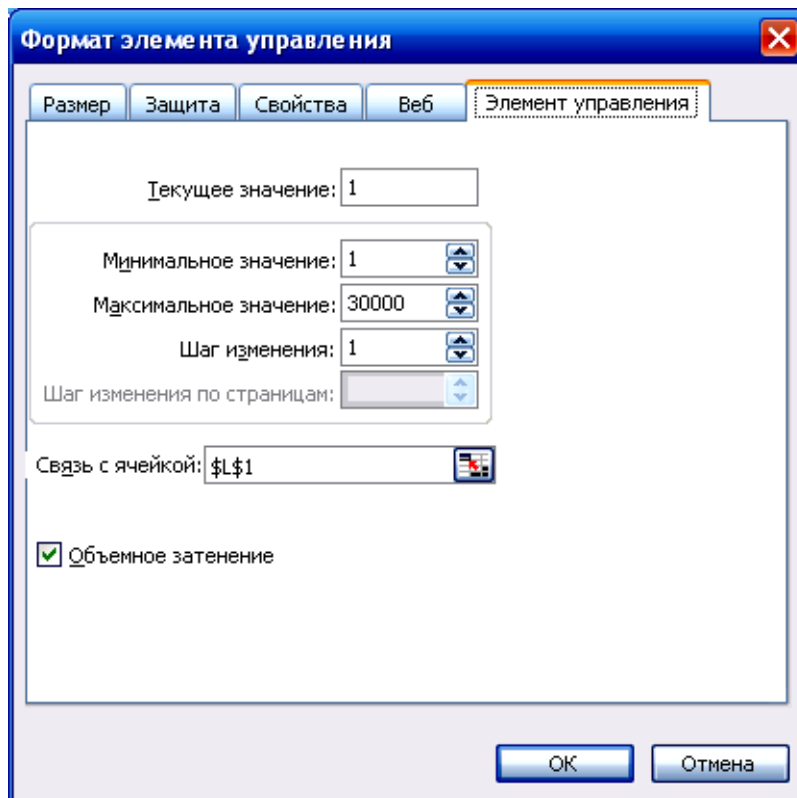 Формат элемента управления
Размер Защита Свойства Веб Элемент управления
Текущее значение: 1
Минимальное значение: 1
Максимальное значение: 30000
Шаг изменения: 1
Шаг изменения по страницам:
Связь с ячейкой: $L$1
Объемное затенение
ОК Отмена